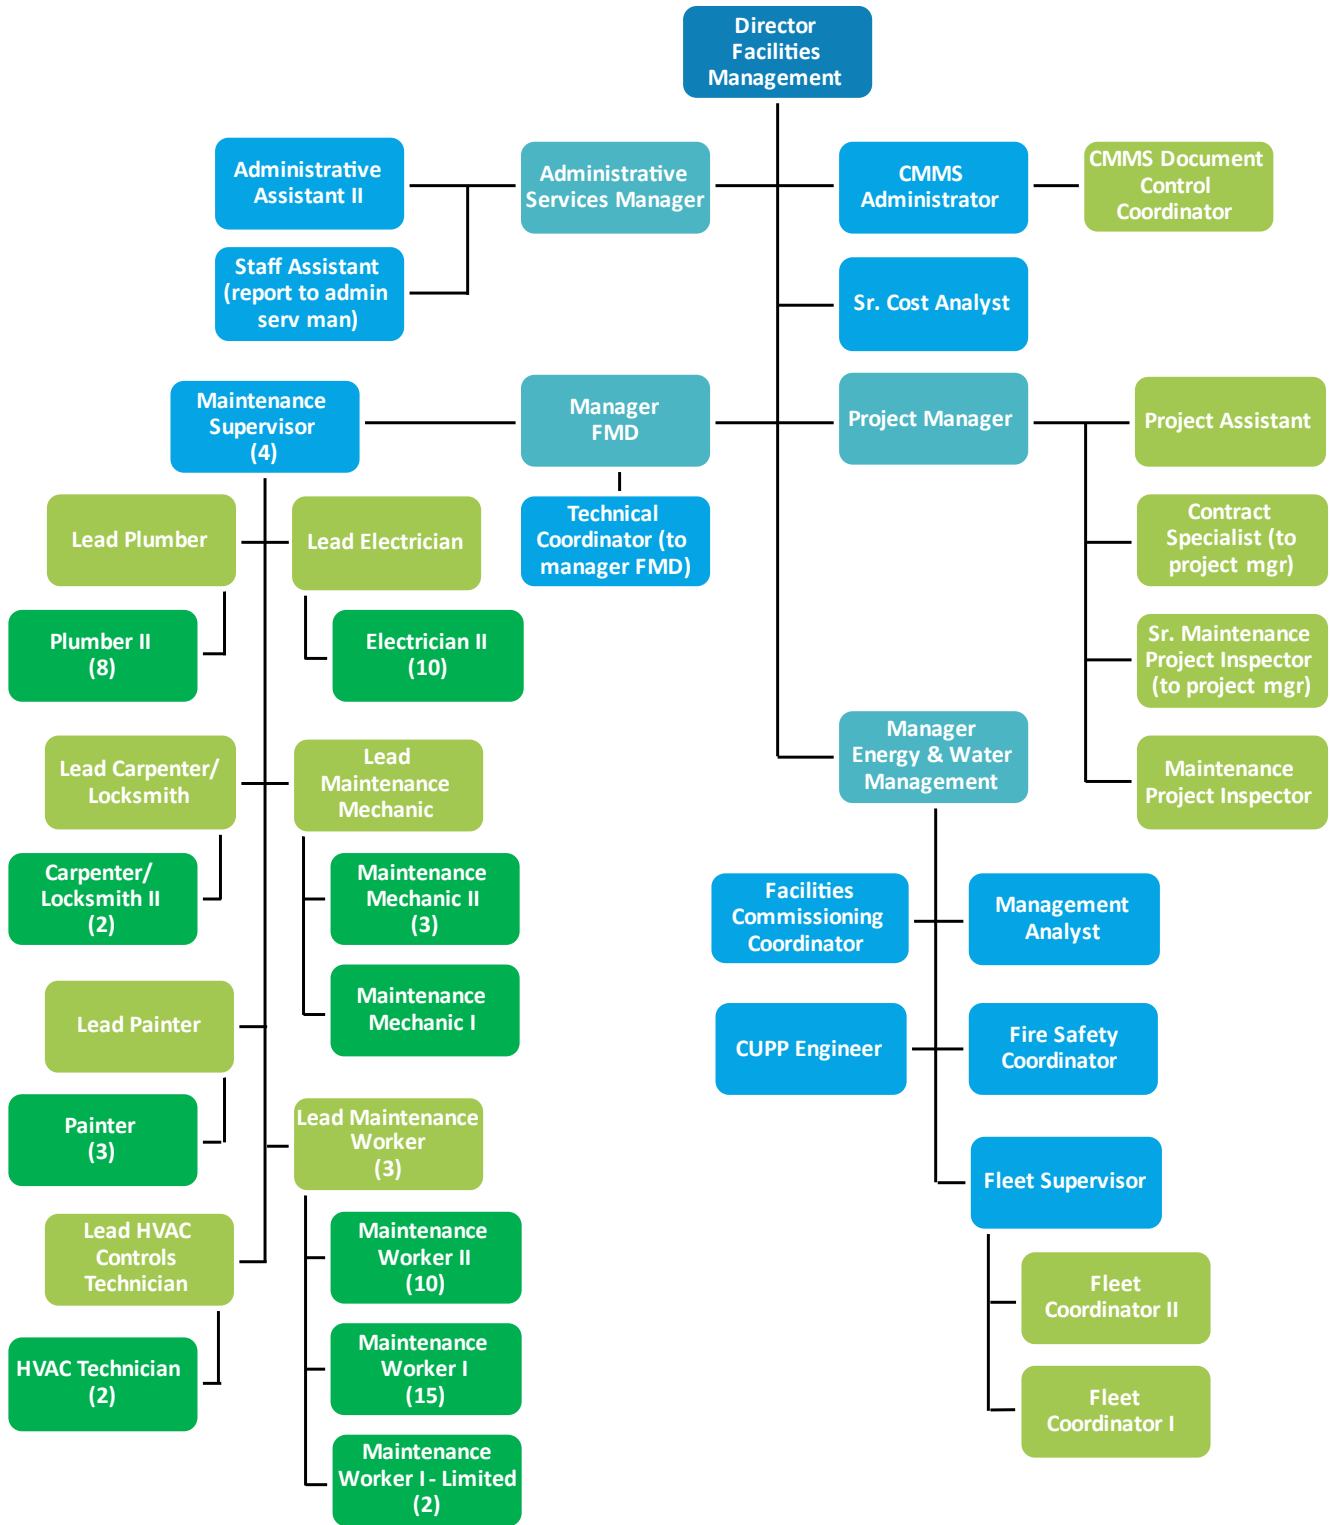 Director
Facilities
Management
Administrative
Assistant II
Administrative
Services Manager
CMMS
Administrator
CMMS Document
Control
Coordinator
Staff Assistant
(report to admin
serv man)
Sr. Cost Analyst
Maintenance
Supervisor
(4)
Manager
FMD
Project Manager
Project Assistant
Lead Plumber
Lead Electrician
Technical
Coordinator (to
manager FMD)
Contract
Specialist (to
project mgr)
Plumber II
(8)
Electrician II
(10)
Sr. Maintenance
Project Inspector
(to project mgr)
Manager
Energy & Water
Management
Lead Carpenter/
Locksmith
Lead
Maintenance
Mechanic
Maintenance
Project Inspector
Carpenter/
Locksmith II
(2)
Maintenance
Mechanic II
(3)
Facilities
Commissioning
Coordinator
Management
Analyst
Lead Painter
Maintenance
Mechanic I
CUPP Engineer
Fire Safety
Coordinator
Painter
(3)
Lead Maintenance
Worker
(3)
Fleet Supervisor
Lead HVAC
Controls
Technician
Maintenance
Worker II
(10)
Fleet
Coordinator II
HVAC Technician
(2)
Maintenance
Worker I
(15)
Fleet
Coordinator I
Maintenance
Worker I - Limited
(2)